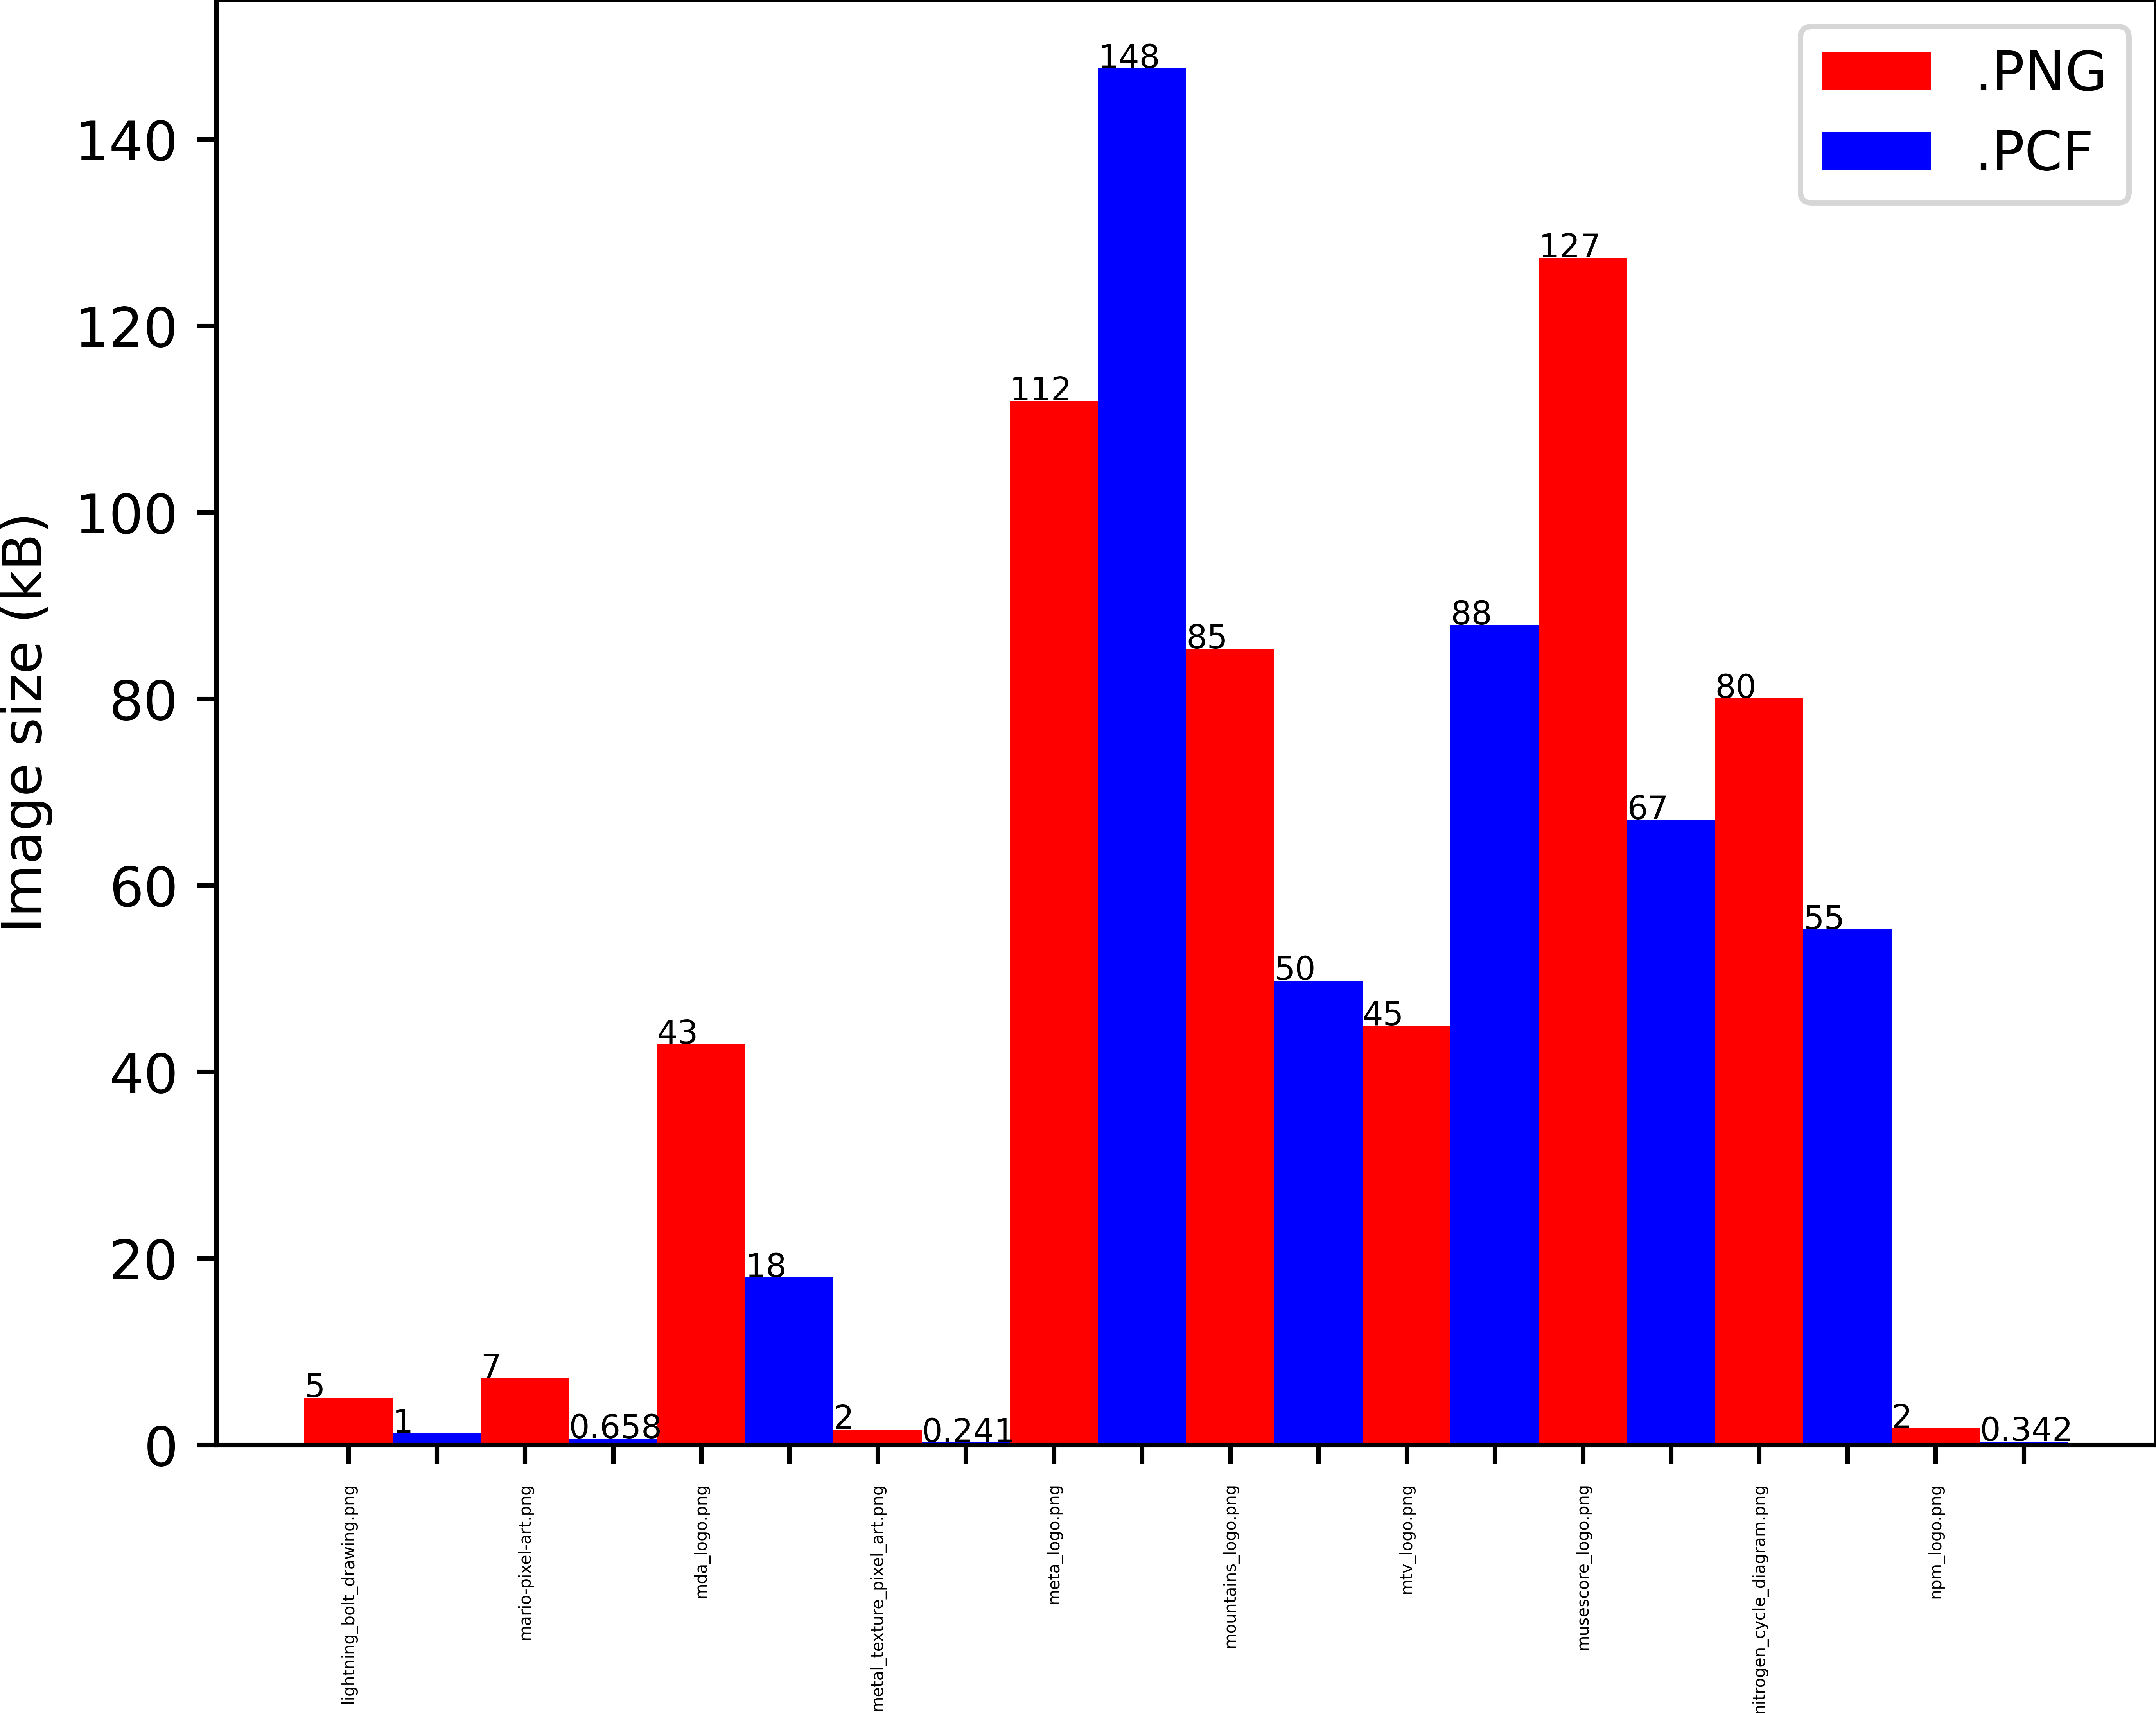 .PNG
.PCF
Image size (kB)
140
120
100
80
60
40
20
0
5
1
7
0.658
43
18
2
0.241
112
148
85
50
45
88
127
67
80
55
2
0.342
lightning_bolt_drawing.png
mario-pixel-art.png
mda_logo.png
metal_texture_pixel_art.png
meta_logo.png
mountains_logo.png
mtv_logo.png
musescore_logo.png
nitrogen_cycle_diagram.png
npm_logo.png